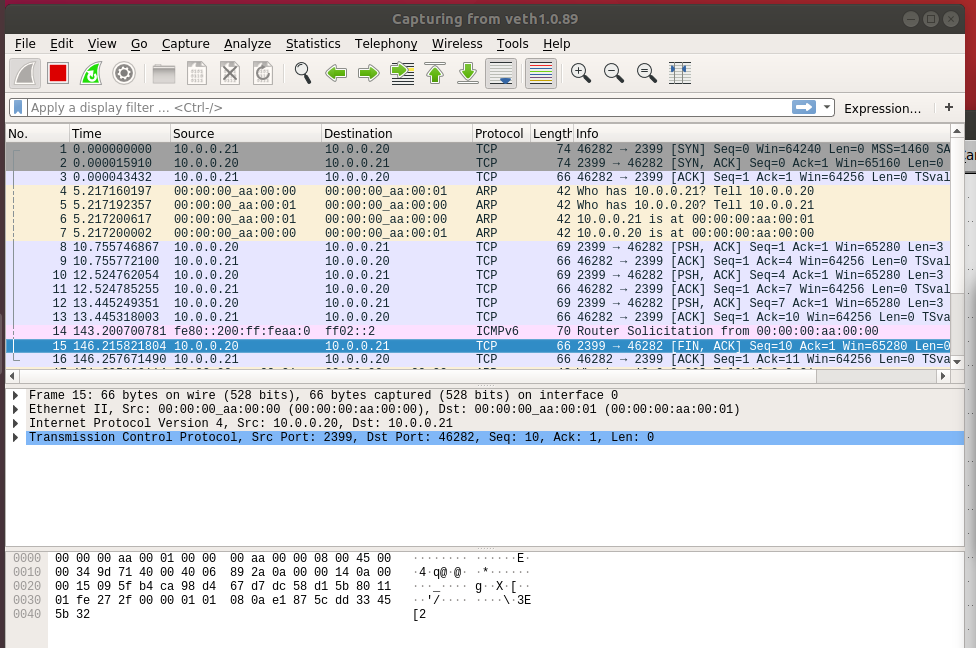 Capturing from veth1.0.89
File Edit View Go Capture Analyze Statistics Telephony Wireless Tools Help
Apply a display filter ... <Ctrl-/> Expression... +
No. Time Source Destination Protocol Length Info
1 0.000000000 10.0.0.21 10.0.0.20 TCP 74 46282 → 2399 [SYN] Seq=0 Win=64240 Len=0 MSS=1460 SA
2 0.000015910 10.0.0.20 10.0.0.21 TCP 74 2399 → 46282 [SYN, ACK] Seq=0 Ack=1 Win=65160 Len=0
3 0.000043432 10.0.0.21 10.0.0.20 TCP 66 46282 → 2399 [ACK] Seq=1 Ack=1 Win=64256 Len=0 TSval
4 5.217160197 00:00:00_aa:00:00 00:00:00_aa:00:01 ARP 42 Who has 10.0.0.21? Tell 10.0.0.20
5 5.217192357 00:00:00_aa:00:01 00:00:00_aa:00:00 ARP 42 Who has 10.0.0.20? Tell 10.0.0.21
6 5.217200617 00:00:00_aa:00:01 00:00:00_aa:00:00 ARP 42 10.0.0.21 is at 00:00:00:aa:00:01
7 5.217200002 00:00:00_aa:00:00 00:00:00_aa:00:01 ARP 42 10.0.0.20 is at 00:00:00:aa:00:00
8 10.755746867 10.0.0.20 10.0.0.21 TCP 69 2399 → 46282 [PSH, ACK] Seq=1 Ack=1 Win=65280 Len=3
9 10.755772100 10.0.0.21 10.0.0.20 TCP 66 46282 → 2399 [ACK] Seq=1 Ack=4 Win=64256 Len=0 TSval
10 12.524762054 10.0.0.20 10.0.0.21 TCP 69 2399 → 46282 [PSH, ACK] Seq=4 Ack=1 Win=65280 Len=3
11 12.524785255 10.0.0.21 10.0.0.20 TCP 66 46282 → 2399 [ACK] Seq=1 Ack=7 Win=64256 Len=0 TSval
12 13.445249351 10.0.0.20 10.0.0.21 TCP 69 2399 → 46282 [PSH, ACK] Seq=7 Ack=1 Win=65280 Len=3
13 13.445318003 10.0.0.21 10.0.0.20 TCP 66 46282 → 2399 [ACK] Seq=1 Ack=10 Win=64256 Len=0 TSva
14 143.200700781 fe80::200:ff:feaa:0 ff02::2 ICMPv6 70 Router Solicitation from 00:00:00:aa:00:00
15 146.215821804 10.0.0.20 10.0.0.21 TCP 66 2399 → 46282 [FIN, ACK] Seq=10 Ack=1 Win=65280 Len=0
16 146.257671490 10.0.0.21 10.0.0.20 TCP 66 46282 → 2399 [ACK] Seq=1 Ack=11 Win=64256 Len=0 TSva
Frame 15: 66 bytes on wire (528 bits), 66 bytes captured (528 bits) on interface 0
Ethernet II, Src: 00:00:00_aa:00:00 (00:00:00:aa:00:00), Dst: 00:00:00_aa:00:01 (00:00:00:aa:00:01)
Internet Protocol Version 4, Src: 10.0.0.20, Dst: 10.0.0.21
Transmission Control Protocol, Src Port: 2399, Dst Port: 46282, Seq: 10, Ack: 1, Len: 0
0000 00 00 00 aa 00 01 00 00 00 aa 00 00 08 00 45 00 ········ ······E·
0010 00 34 9d 71 40 00 40 06 89 2a 0a 00 00 14 0a 00 ·4·q@·@· ·*······
0020 00 15 09 5f b4 ca 98 d4 67 d7 dc 58 d1 5b 80 11 ···_···· g··X·[··
0030 01 fe 27 2f 00 00 01 01 08 0a e1 87 5c dd 33 45 ··'/···· ····\·3E
0040 5b 32 [2